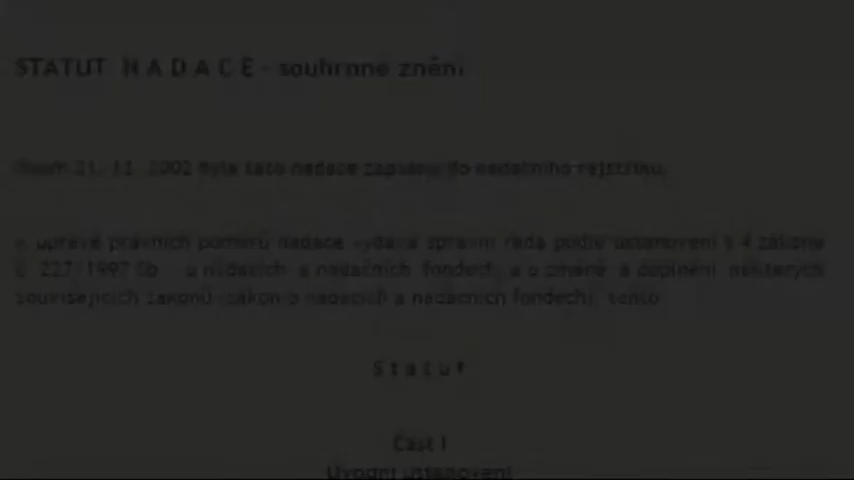 STATUT N A D A C E - souhrnné znění
21. 11. 2002 byla tato nadace zapsána do nadačního rejstříku.
K úpravě právních poměrů nadace vydává správní rada podle ustanovení § 4 zákona
č. 227/1997 Sb., o nadacích a nadačních fondech a o změně a doplnění některých
souvisejících zákonů (zákon o nadacích a nadačních fondech), tento
S t a t u t
Část I
Úvodní ustanovení